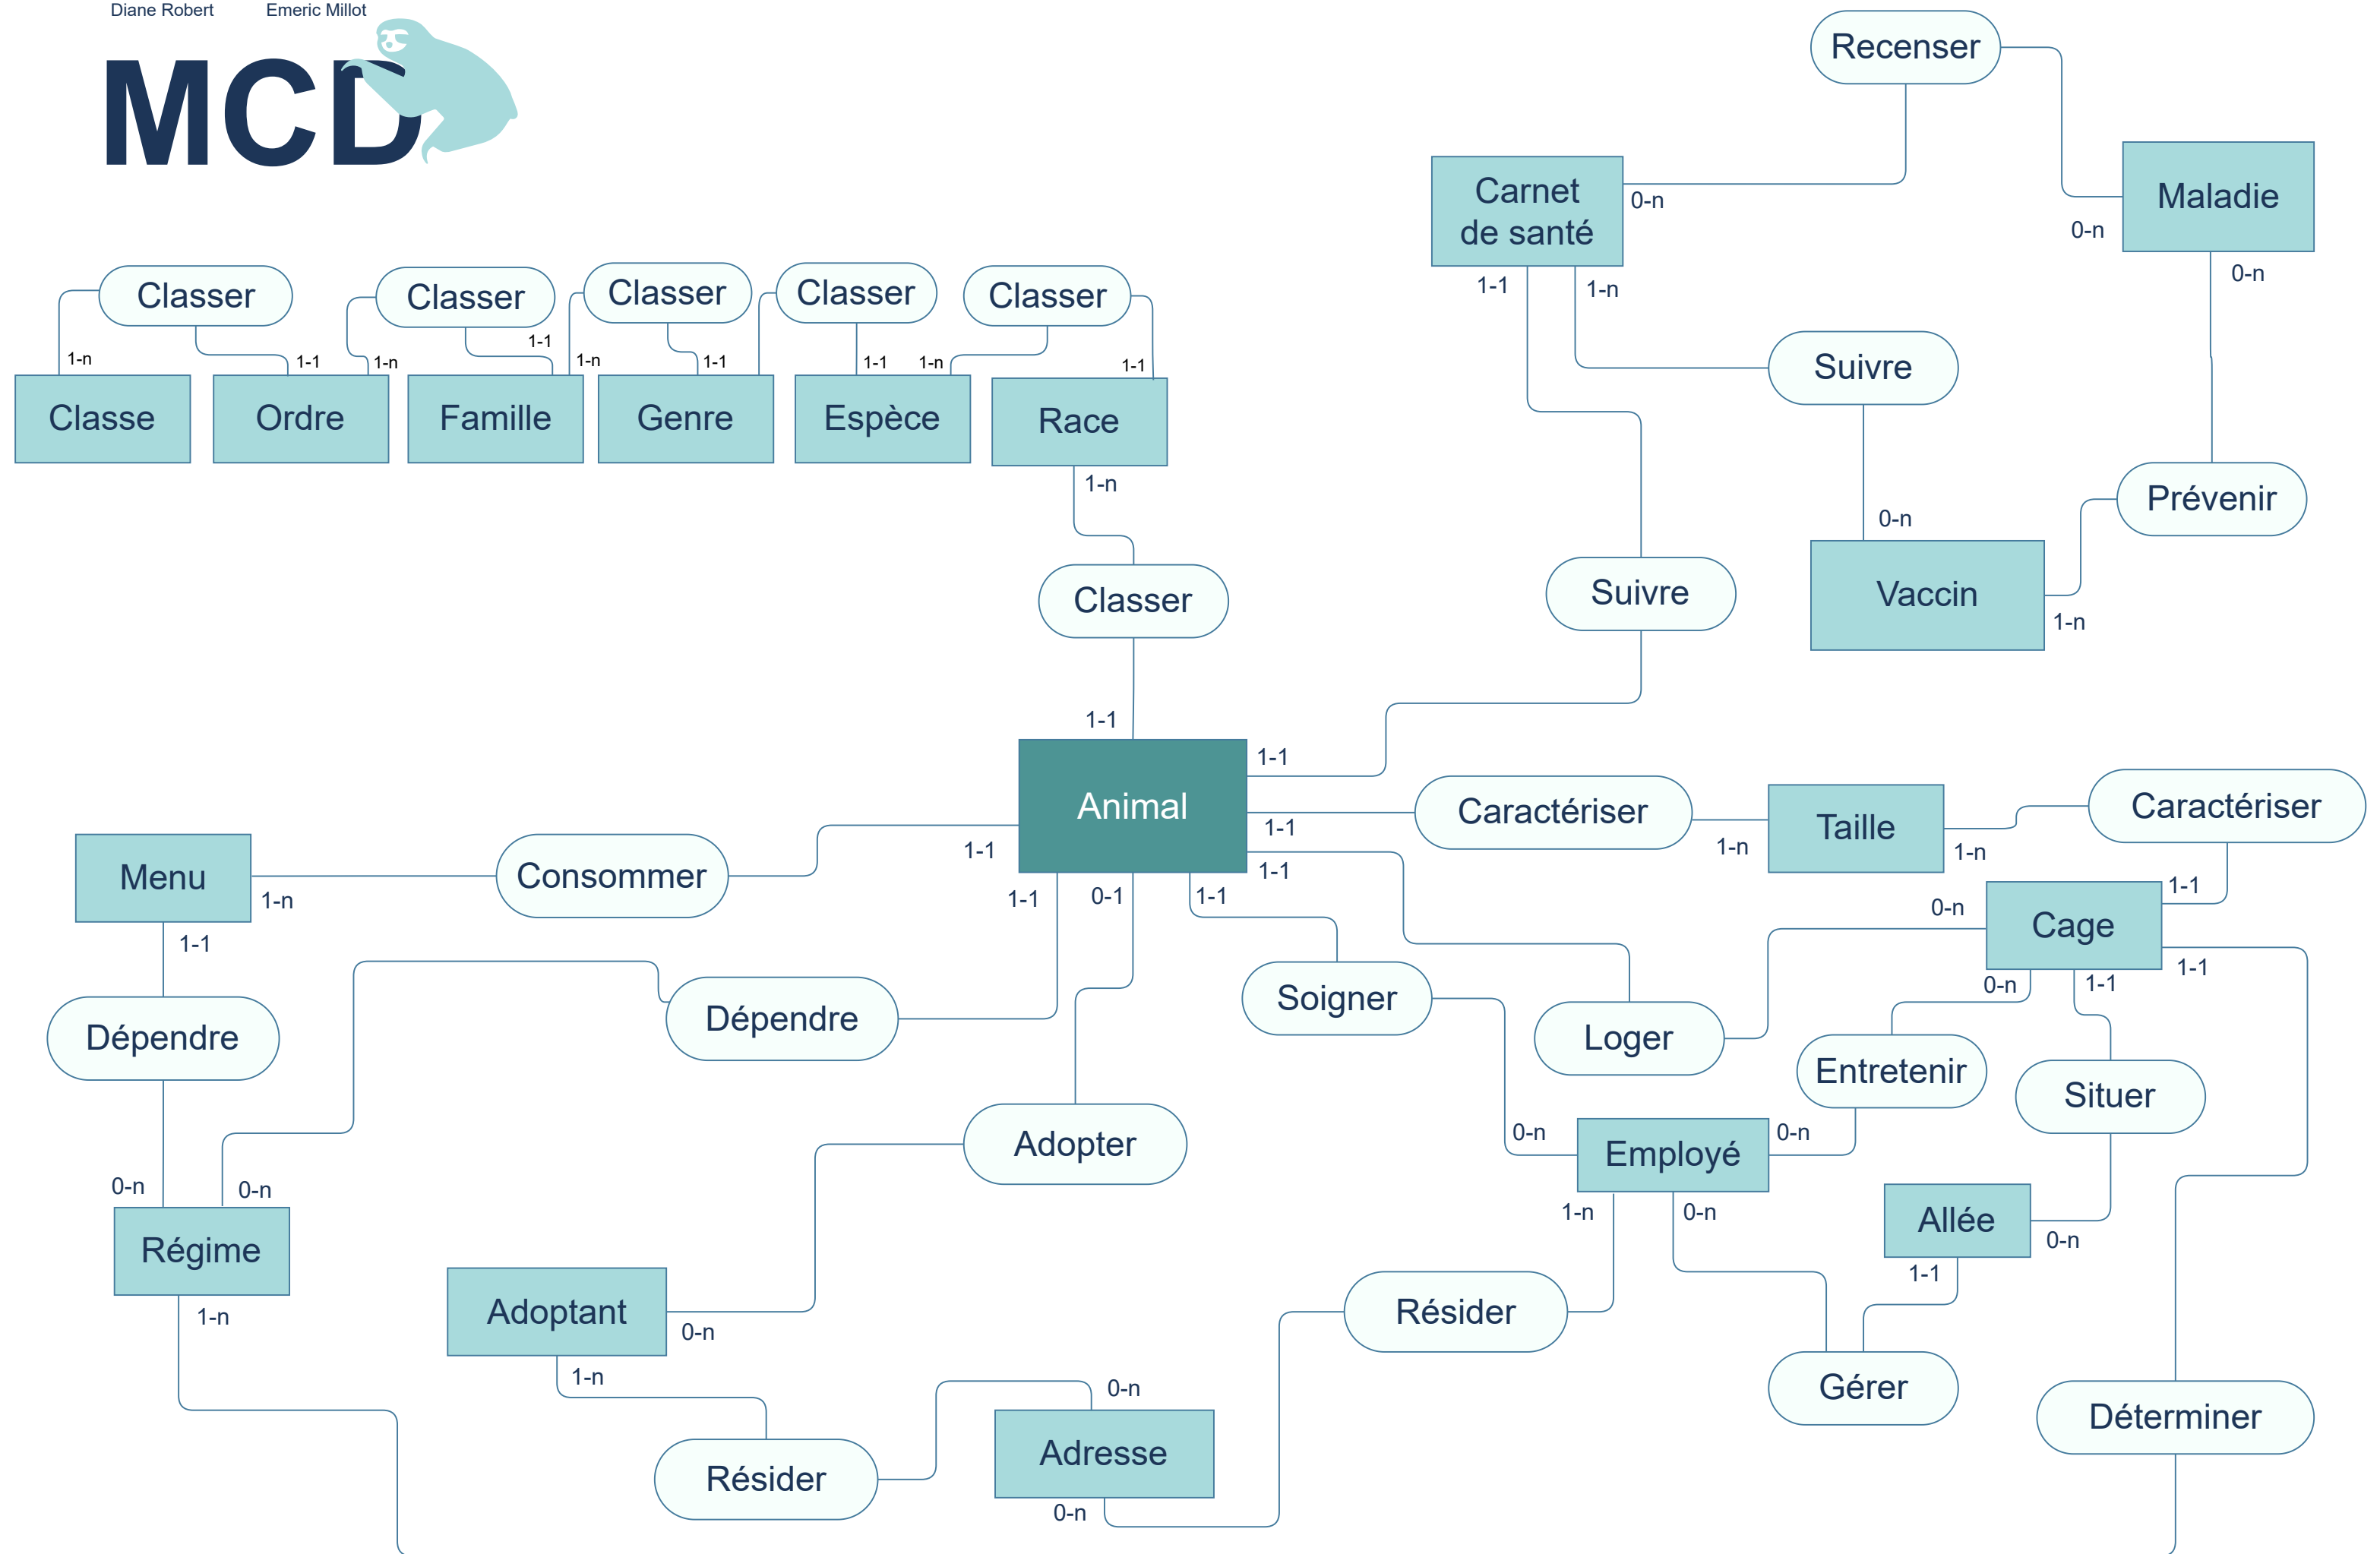 Diane Robert
Emeric Millot
MCD
Recenser
Carnet
de santé
0-n
Maladie
0-n
0-n
1-1
1-n
Classer
Classer
Classer
Classer
Classer
1-n
1-1
1-n
1-1
1-n
1-1
1-1
1-n
1-1
Suivre
Classe
Ordre
Famille
Genre
Espèce
Race
1-n
Prévenir
0-n
Classer
Suivre
Vaccin
1-n
1-1
Animal
1-1
1-1
1-1
1-1
Caractériser
1-n
Taille
1-n
Caractériser
Menu
1-n
Consommer
1-1
0-1
1-1
1-1
0-n
Cage
1-1
1-1
0-n
1-1
Dépendre
Dépendre
Soigner
Loger
Entretenir
Situer
Adopter
0-n
Employé
0-n
0-n
0-n
1-n
0-n
Allée
0-n
1-1
Régime
1-n
Adoptant
0-n
1-n
Résider
Gérer
Déterminer
0-n
Résider
Adresse
0-n